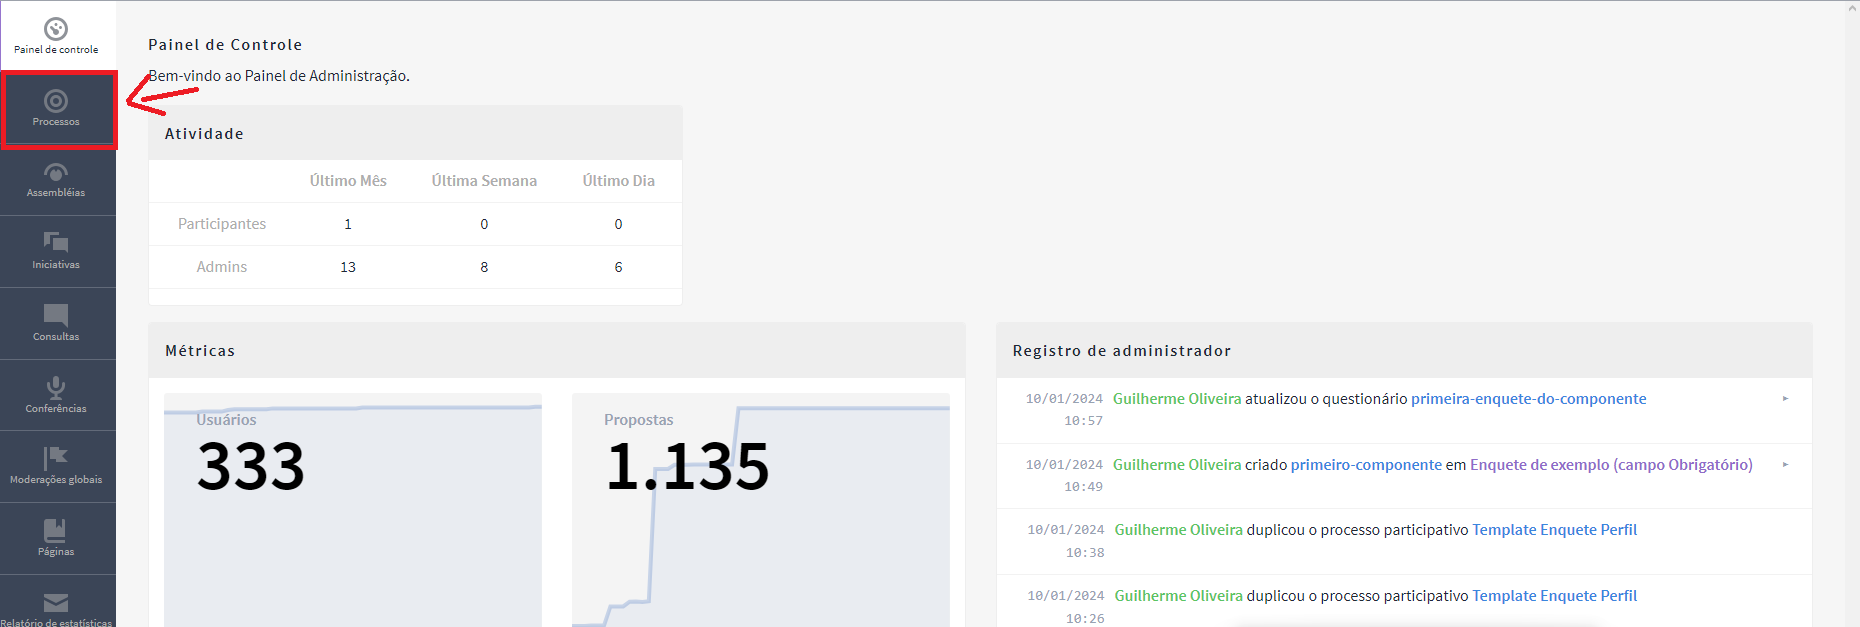 Painel de controle
Processos
Assembléias
Iniciativas
Consultas
Conferências
Moderações globais
Páginas
Relatório de estatísticas
Painel de Controle
Bem-vindo ao Painel de Administração.
Atividade
Último Mês Última Semana Último Dia
Participantes 1 0 0
Admins 13 8 6
Métricas
Usuários
333
Propostas
1.135
Registro de administrador
10/01/2024 Guilherme Oliveira atualizou o questionário primeira-enquete-do-componente
10:57
10/01/2024 Guilherme Oliveira criado primeiro-componente em Enquete de exemplo (campo Obrigatório)
10:49
10/01/2024 Guilherme Oliveira duplicou o processo participativo Template Enquete Perfil
10:38
10/01/2024 Guilherme Oliveira duplicou o processo participativo Template Enquete Perfil
10:26